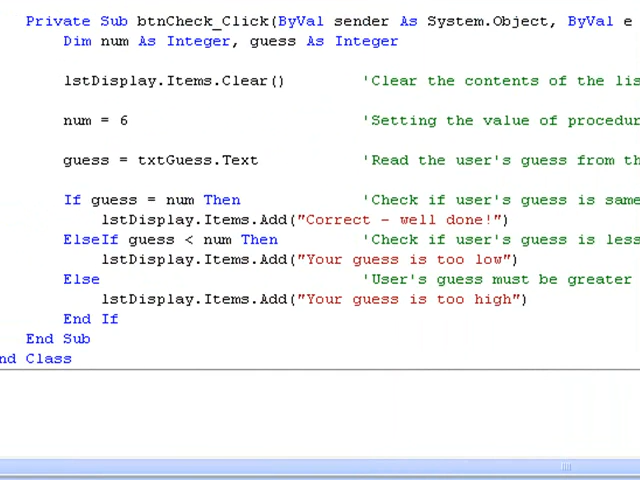 Private Sub btnCheck_Click(ByVal sender As System.Object, ByVal e
Dim num As Integer, guess As Integer
lstDisplay.Items.Clear() 'Clear the contents of the lis
num = 6 'Setting the value of procedur
guess = txtGuess.Text 'Read the user's guess from th
If guess = num Then 'Check if user's guess is same
lstDisplay.Items.Add("Correct - well done!")
ElseIf guess < num Then 'Check if user's guess is less
lstDisplay.Items.Add("Your guess is too low")
Else 'User's guess must be greater
lstDisplay.Items.Add("Your guess is too high")
End If
End Sub
nd Class